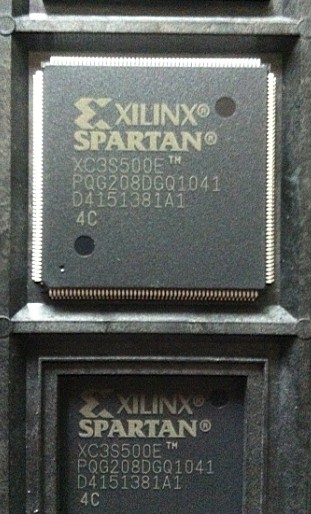 XILINX®
SPARTAN®
XC3S500E™
PQG208DGQ1041
D4151381A1
4C
XILINX®
SPARTAN®
XC3S500E™
PQG208DGQ1041
D4151381A1
4C